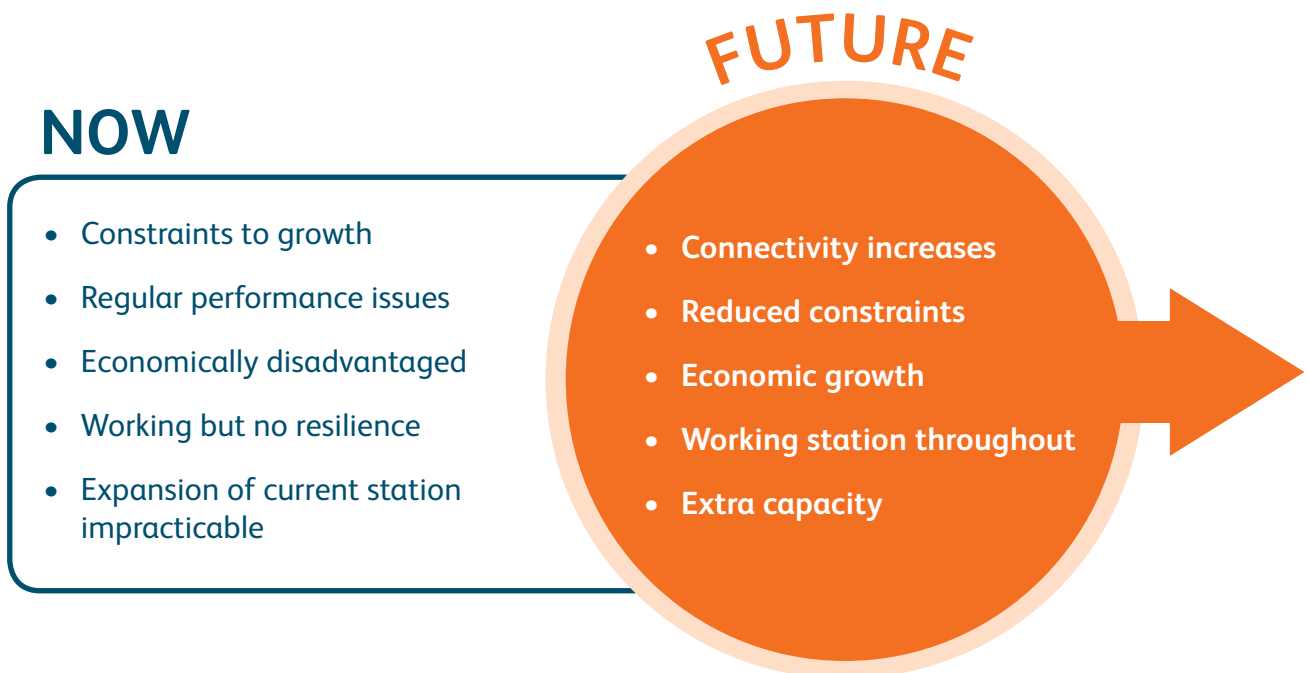 NOW
• Constraints to growth
• Regular performance issues
• Economically disadvantaged
• Working but no resilience
• Expansion of current station
impracticable
FUTURE
• Connectivity increases
• Reduced constraints
• Economic growth
• Working station throughout
• Extra capacity